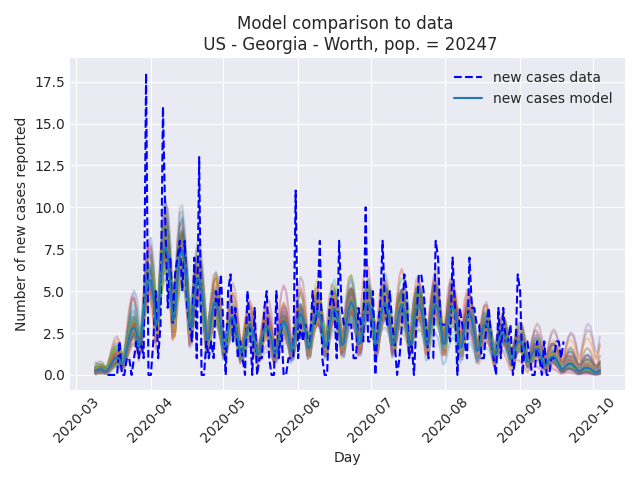 Model comparison to data
US - Georgia - Worth, pop. = 20247
new cases data
new cases model
Number of new cases reported
17.5
15.0
12.5
10.0
7.5
5.0
2.5
0.0
2020-03
2020-04
2020-05
2020-06
2020-07
2020-08
2020-09
2020-10
Day